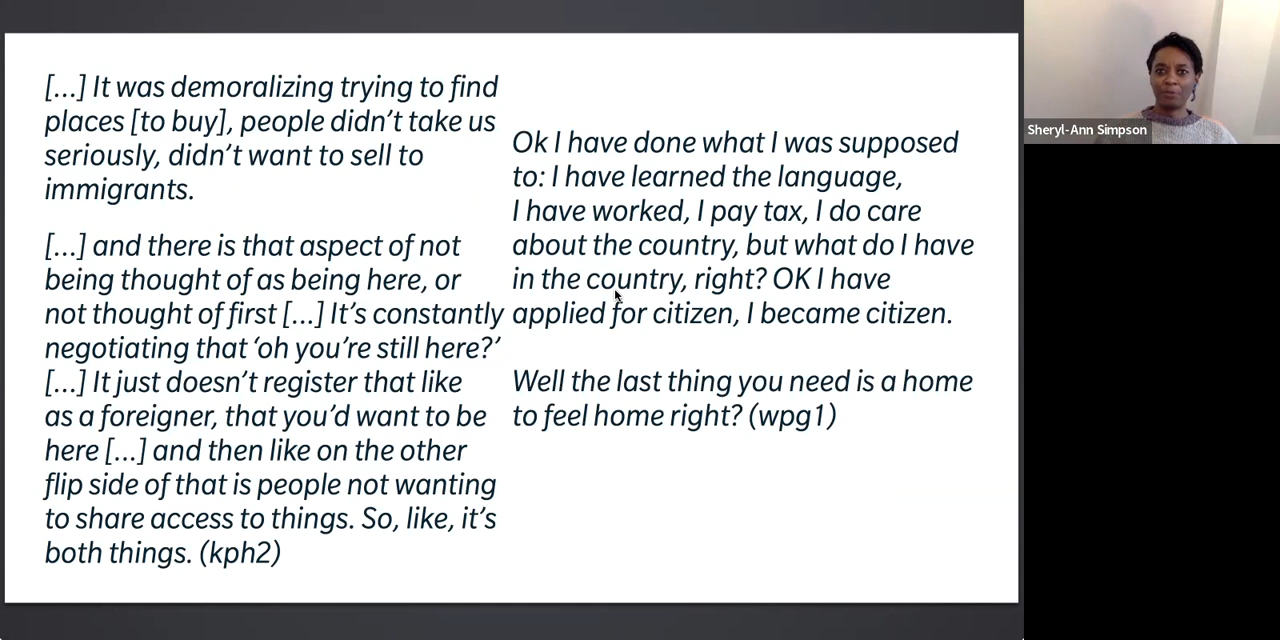 [...] It was demoralizing trying to find
places [to buy], people didn't take us
seriously, didn't want to sell to
immigrants.
[...] and there is that aspect of not
being thought of as being here, or
not thought of first [...] It's constantly
negotiating that 'oh you're still here?'
[...] It just doesn't register that like
as a foreigner, that you'd want to be
here [...] and then like on the other
flip side of that is people not wanting
to share access to things. So, like, it's
both things. (kph2)
Ok I have done what I was supposed
to: I have learned the language,
I have worked, I pay tax, I do care
about the country, but what do I have
in the country, right? OK I have
applied for citizen, I became citizen.
Well the last thing you need is a home
to feel home right? (wpg1)
Sheryl-Ann Simpson